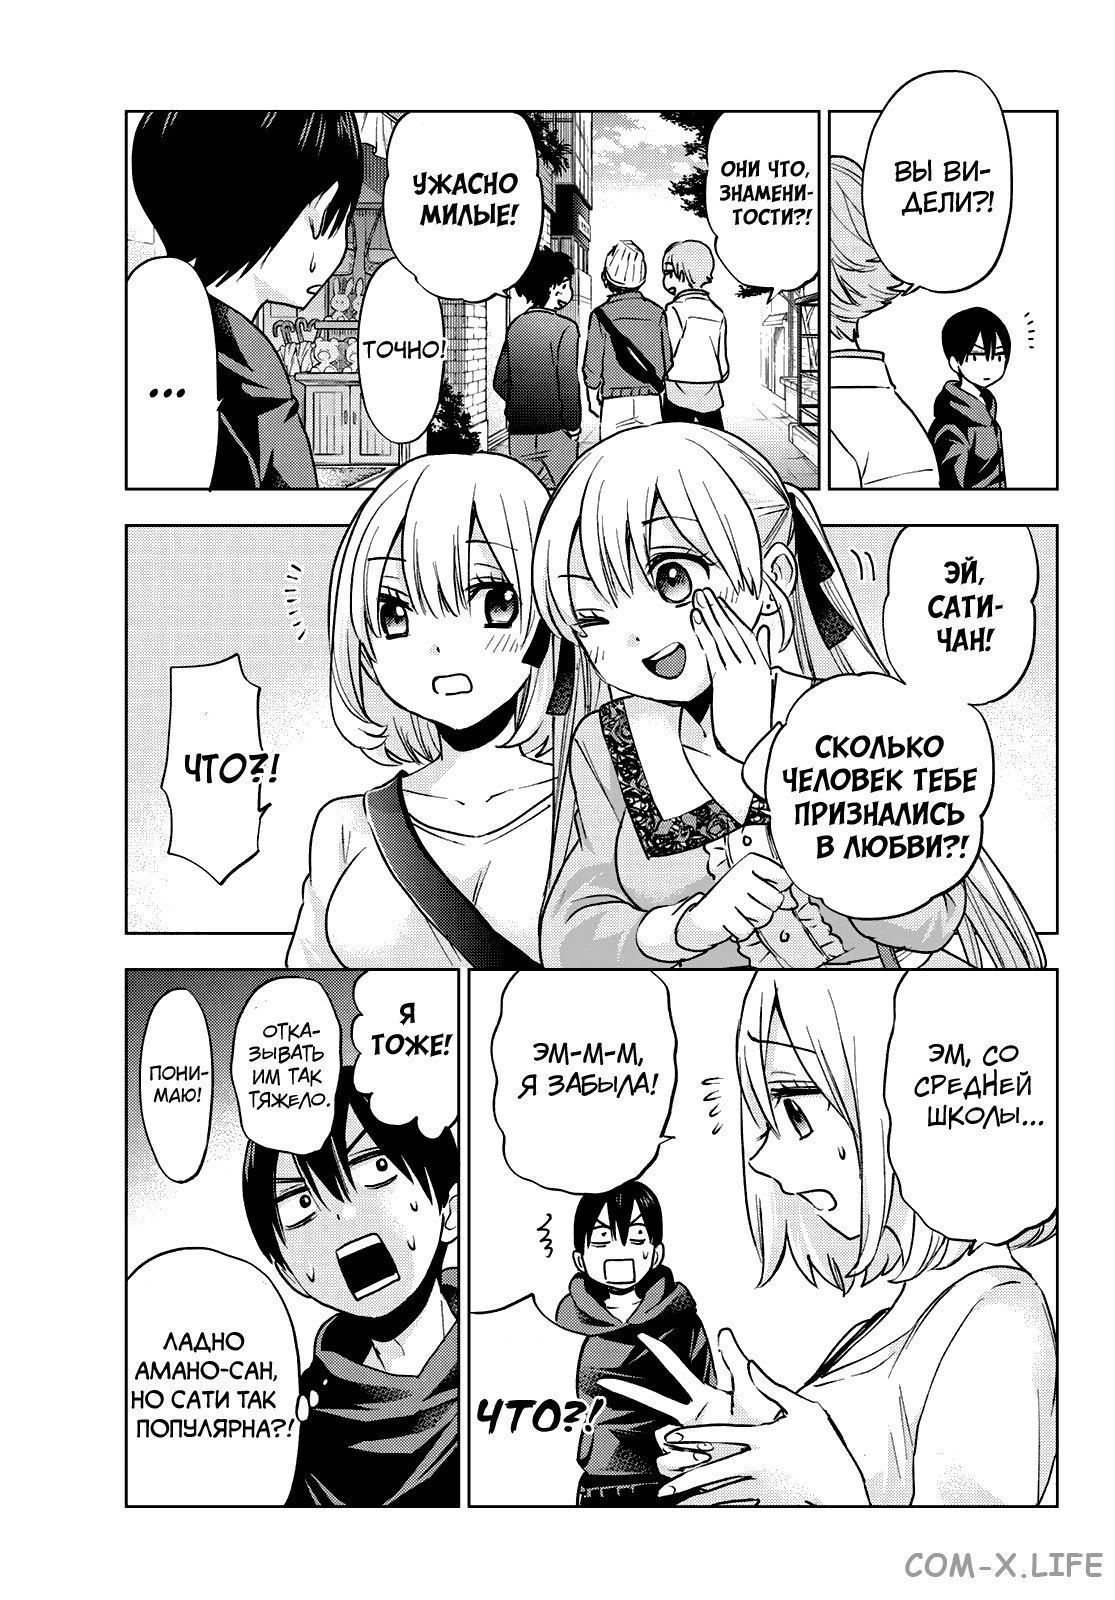 ВЫ ВИ-
ДЕЛИ?!
ОНИ ЧТО,
ЗНАМЕНИ-
ТОСТИ?!
УЖАСНО
МИЛЫЕ!
ТОЧНО!
...
ЭЙ,
САТИ-
ЧАН!
СКОЛЬКО
ЧЕЛОВЕК ТЕБЕ
ПРИЗНАЛИСЬ
В ЛЮБВИ?!
ЧТО?!
ЭМ, СО
СРЕДНЕЙ
ШКОЛЫ...
ЭМ-М-М,
Я ЗАБЫЛА!
ЧТО?!
Я
ТОЖЕ!
ОТКА-
ЗЫВАТЬ
ИМ ТАК
ТЯЖЕЛО.
ПОНИ-
МАЮ!
ЛАДНО
АМАНО-САН,
НО САТИ ТАК
ПОПУЛЯРНА?!
COM-X.LIFE